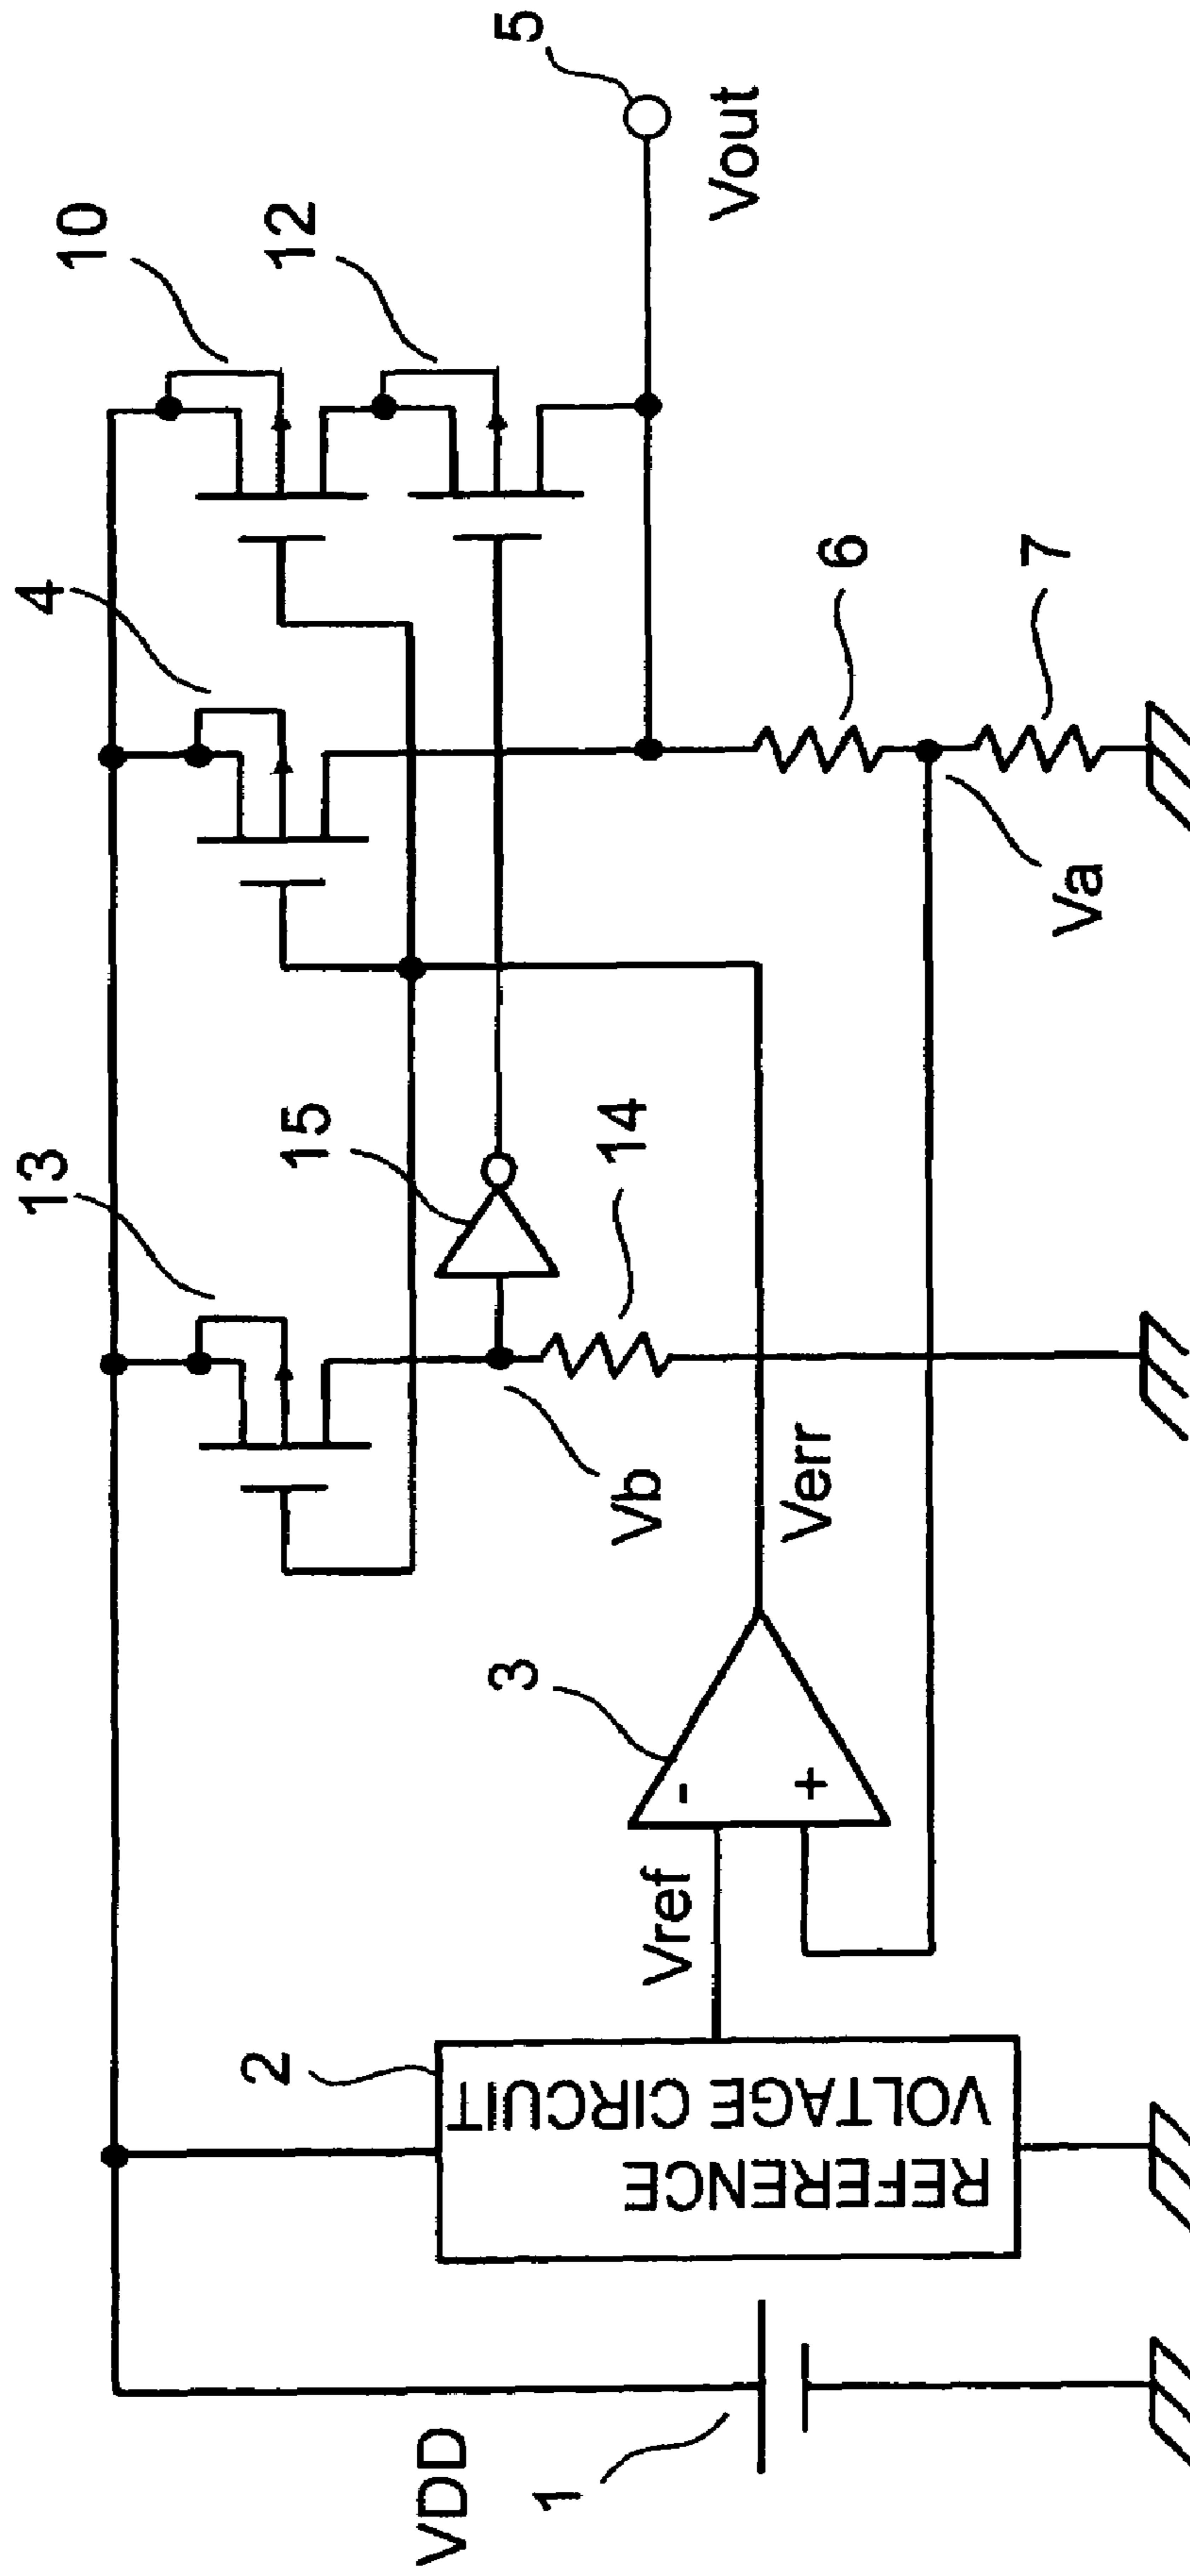 VDD
1
2
REFERENCE
VOLTAGE CIRCUIT
Vref
3
-
+
Verr
13
Vb
15
14
4
10
12
6
7
Va
5
Vout